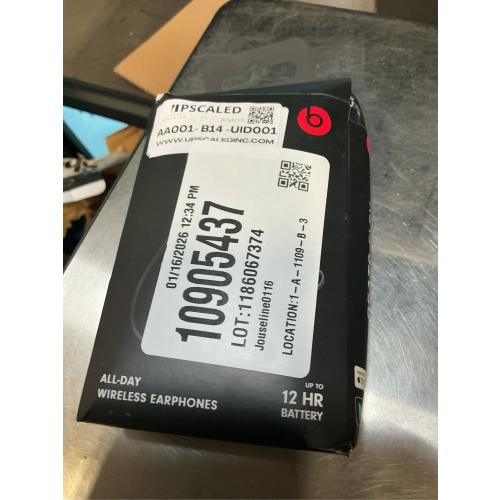 UPSCALED
AA001-B14-UID001
WWW.UPSCALEDINC.COM
01/16/2026 12:34 PM
10905437
LOT:1186067374
Jouseline0116
LOCATION:1-A-1109-B-3
b
ALL-DAY
WIRELESS EARPHONES
UP TO
12 HR
BATTERY